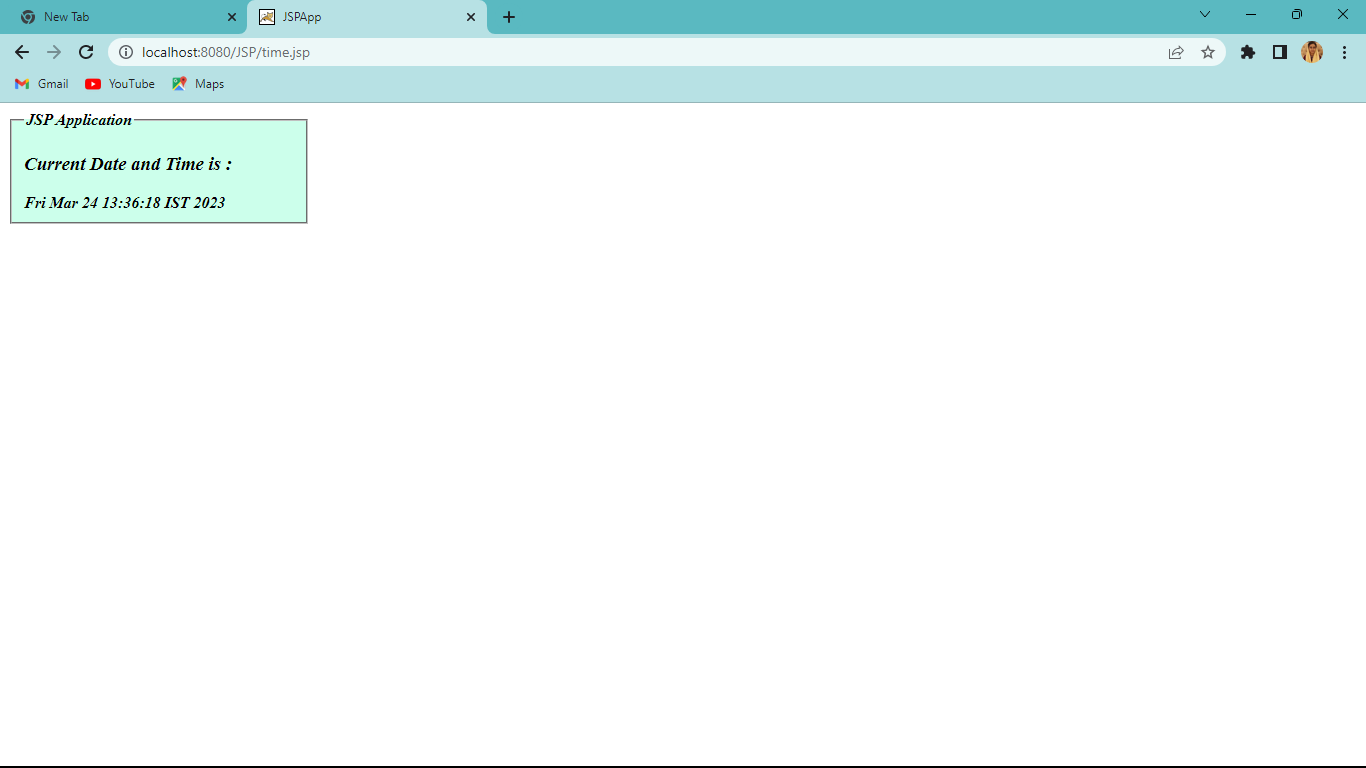 New Tab
JSPApp
localhost:8080/JSP/time.jsp
Gmail
YouTube
Maps
JSP Application
Current Date and Time is :
Fri Mar 24 13:36:18 IST 2023